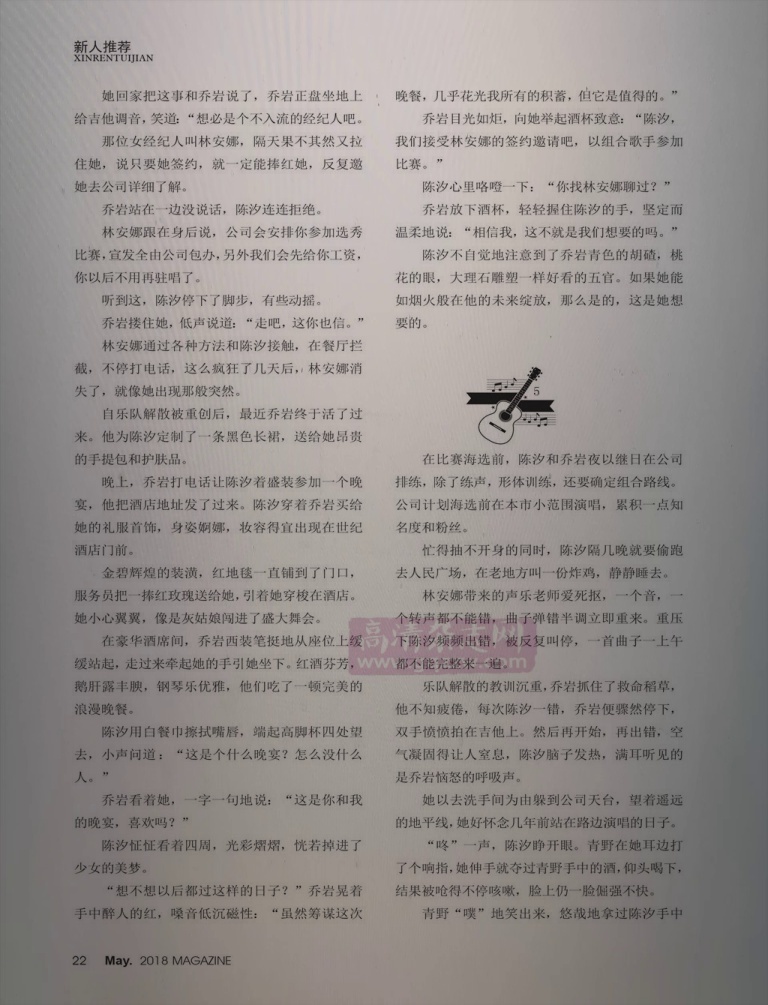 新人推荐
XINRENTUIJIAN
她回家把这事和乔岩说了，乔岩正盘坐地上
给吉他调音，笑道：“想必是个不入流的经纪人吧。
那位女经纪人叫林安娜，隔天果不其然又拉
住她，说只要她签约，就一定能捧红她，反复邀
她去公司详细了解。
乔岩站在一边没说话，陈汐连连拒绝。
林安娜跟在身后说，公司会安排你参加选秀
比赛，宣发全由公司包办，另外我们会先给你工资，
你以后不用再驻唱了。
听到这，陈汐停下了脚步，有些动摇。
乔岩搂住她，低声说道：“走吧，这你也信。”
林安娜通过各种方法和陈汐接触，在餐厅拦
截，不停打电话，这么疯狂了几天后，林安娜消
失了，就像她出现那般突然。
自乐队解散被重创后，最近乔岩终于活了过
来。他为陈汐定制了一条黑色长裙，送给她昂贵
的手提包和护肤品。
晚上，乔岩打电话让陈汐着盛装参加一个晚
宴，他把酒店地址发了过来。陈汐穿着乔岩买给
她的礼服首饰，身姿婀娜，妆容得宜出现在世纪
酒店门前。
金碧辉煌的装潢，红地毯一直铺到了门口，
服务员把一捧红玫瑰送给她，引着她穿梭在酒店。
她小心翼翼，像是灰姑娘闯进了盛大舞会。
在豪华酒席间，乔岩西装笔挺地从座位上缓
缓站起，走过来牵起她的手引她坐下。红酒芬芳，
鹅肝露丰腴，钢琴乐优雅，他们吃了一顿完美的
浪漫晚餐。
陈汐用白餐巾擦拭嘴唇，端起高脚杯四处望
去，小声问道：“这是个什么晚宴？怎么没什么
人。”
乔岩看着她，一字一句地说：“这是你和我
的晚宴，喜欢吗？”
陈汐怔怔看着四周，光彩熠熠，恍若掉进了
少女的美梦。
“想不想以后都过这样的日子？”乔岩晃着
手中醉人的红，嗓音低沉磁性：“虽然筹谋这次
晚餐，几乎花光我所有的积蓄，但它是值得的。”
乔岩目光如炬，向她举起酒杯致意：“陈汐，
我们接受林安娜的签约邀请吧，以组合歌手参加
比赛。”
陈汐心里咯噔一下：“你找林安娜聊过？”
乔岩放下酒杯，轻轻握住陈汐的手，坚定而
温柔地说：“相信我，这不就是我们想要的吗。”
陈汐不自觉地注意到了乔岩青色的胡碴，桃
花的眼，大理石雕塑一样好看的五官。如果她能
如烟火般在他的未来绽放，那么是的，这是她想
要的。
5
在比赛海选前，陈汐和乔岩夜以继日在公司
排练，除了练声，形体训练，还要确定组合路线。
公司计划海选前在本市小范围演唱，累积一点知
名度和粉丝。
忙得抽不开身的同时，陈汐隔几晚就要偷跑
去人民广场，在老地方叫一份炸鸡，静静睡去。
林安娜带来的声乐老师爱死抠，一个音，一
个转声都不能错，曲子弹错半调立即重来。重压
下陈汐频频出错，被反复叫停，一首曲子一上午
都不能完整来一遍。
乐队解散的教训沉重，乔岩抓住了救命稻草，
他不知疲倦，每次陈汐一错，乔岩便骤然停下，
双手愤愤拍在吉他上。然后再开始，再出错，空
气凝固得让人窒息，陈汐脑子发热，满耳听见的
是乔岩恼怒的呼吸声。
她以去洗手间为由躲到公司天台，望着遥远
的地平线，她好怀念几年前站在路边演唱的日子。
“咚”一声，陈汐睁开眼。青野在她耳边打
了个响指，她伸手就夺过青野手中的酒，仰头喝下，
结果被呛得不停咳嗽，脸上仍一脸倔强不快。
青野“噗”地笑出来，悠哉地拿过陈汐手中
高清杂志网
22 May. 2018 MAGAZINE